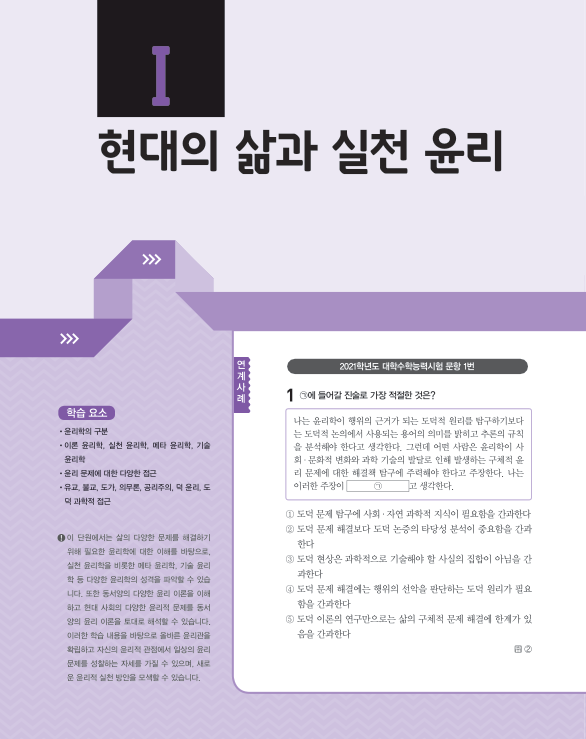 I
현대의 삶과 실천 윤리
학습 요소
• 윤리학의 구분
• 이론 윤리학, 실천 윤리학, 메타 윤리학, 기술
윤리학
• 윤리 문제에 대한 다양한 접근
• 유교, 불교, 도가, 의무론, 공리주의, 덕 윤리, 도
덕 과학적 접근
이 단원에서는 삶의 다양한 문제를 해결하기
위해 필요한 윤리학에 대한 이해를 바탕으로,
실천 윤리학을 비롯한 메타 윤리학, 기술 윤리
학 등 다양한 윤리학의 성격을 파악할 수 있습
니다. 또한 동서양의 다양한 윤리 이론을 이해
하고 현대 사회의 다양한 윤리적 문제를 동서
양의 윤리 이론을 토대로 해석할 수 있습니다.
이러한 학습 내용을 바탕으로 올바른 윤리관을
확립하고 자신의 윤리적 관점에서 일상의 윤리
문제를 성찰하는 자세를 가질 수 있으며, 새로
운 윤리적 실천 방안을 모색할 수 있습니다.
연계사례
2021학년도 대학수학능력시험 문항 1번
1 ㉠에 들어갈 진술로 가장 적절한 것은?
나는 윤리학이 행위의 근거가 되는 도덕적 원리를 탐구하기보다
는 도덕적 논의에서 사용되는 용어의 의미를 밝히고 추론의 규칙
을 분석해야 한다고 생각한다. 그런데 어떤 사람은 윤리학이 사
회·문화적 변화와 과학 기술의 발달로 인해 발생하는 구체적 윤
리 문제에 대한 해결책 탐구에 주력해야 한다고 주장한다. 나는
이러한 주장이 ㉠ 고 생각한다.
① 도덕 문제 탐구에 사회·자연 과학적 지식이 필요함을 간과한다
② 도덕 문제 해결보다 도덕 논증의 타당성 분석이 중요함을 간과
한다
③ 도덕 현상은 과학적으로 기술해야 할 사실의 집합이 아님을 간
과한다
④ 도덕 문제 해결에는 행위의 선악을 판단하는 도덕 원리가 필요
함을 간과한다
⑤ 도덕 이론의 연구만으로는 삶의 구체적 문제 해결에 한계가 있
음을 간과한다
답 ②